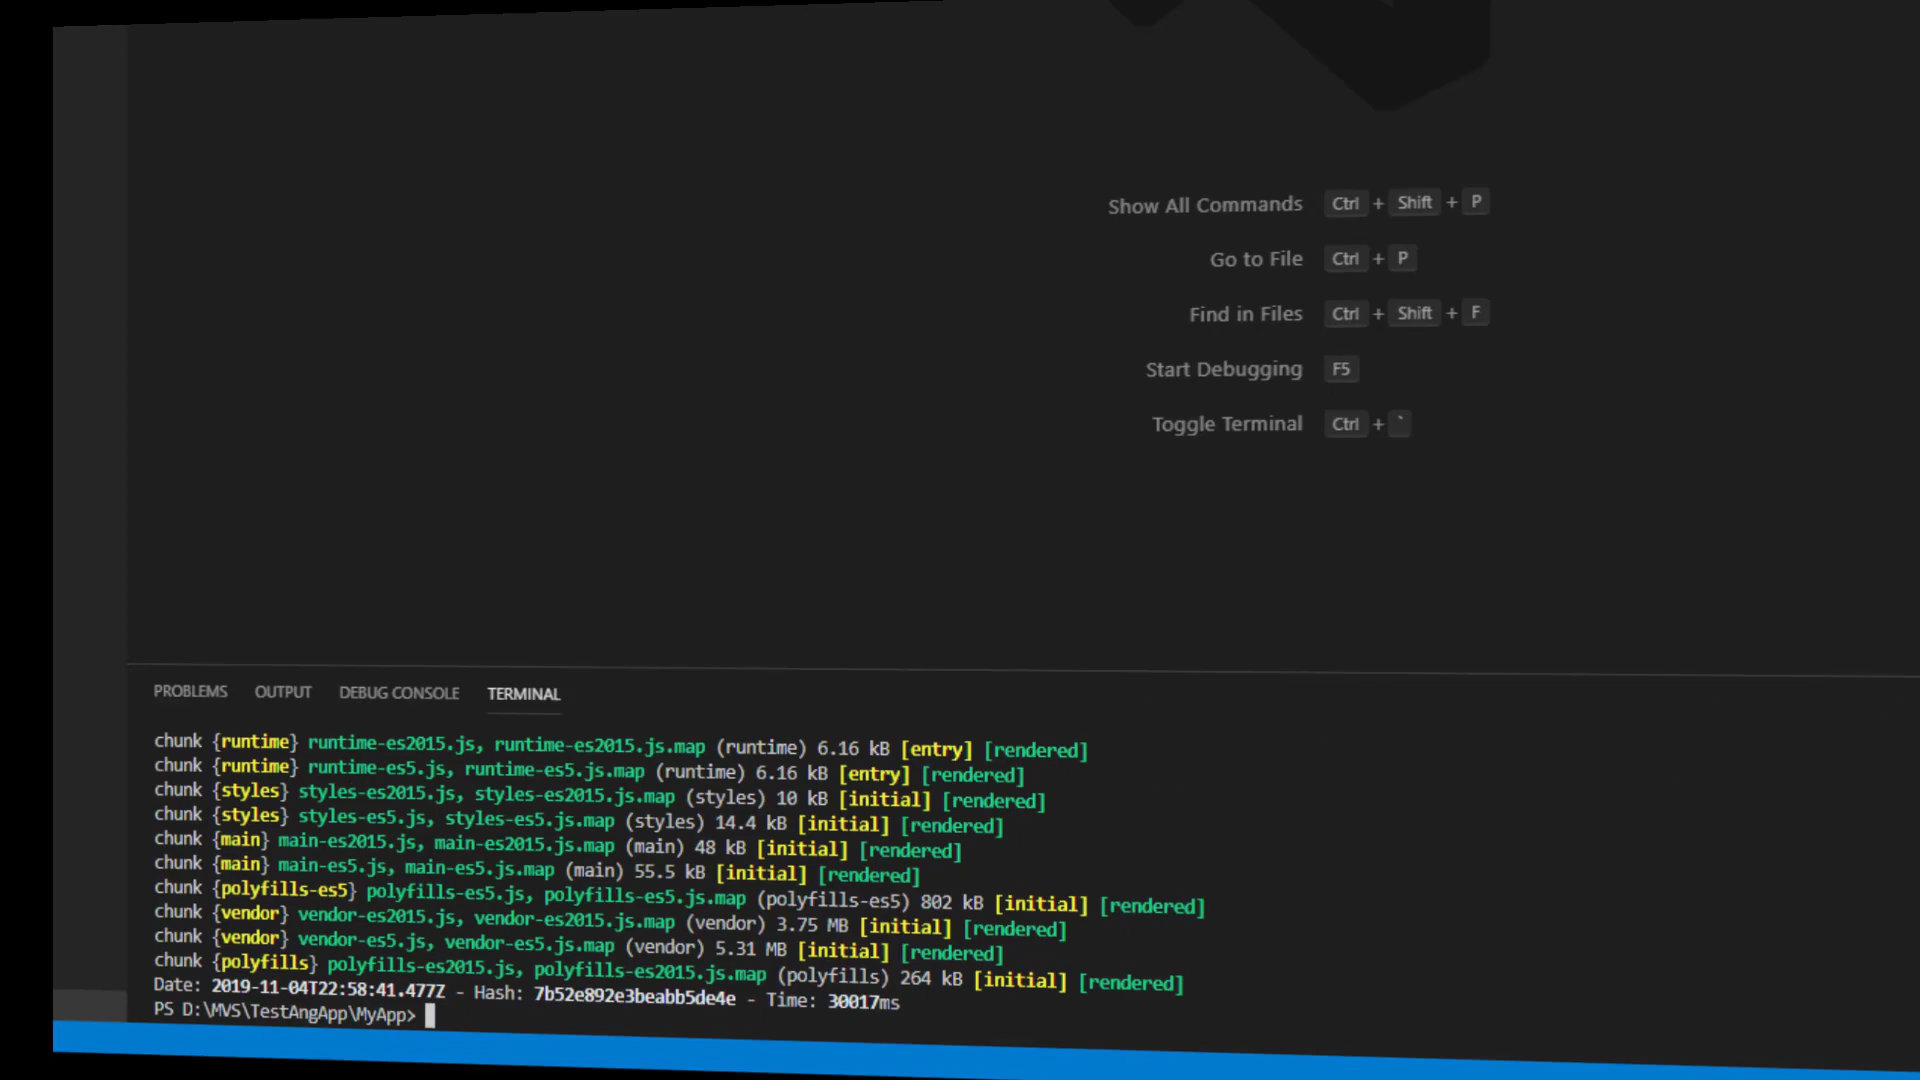 Show All Commands Ctrl + Shift + P
Go to File Ctrl + P
Find in Files Ctrl + Shift + F
Start Debugging F5
Toggle Terminal Ctrl + `
PROBLEMS OUTPUT DEBUG CONSOLE TERMINAL
chunk {runtime} runtime-es2015.js, runtime-es2015.js.map (runtime) 6.16 kB [entry] [rendered]
chunk {runtime} runtime-es5.js, runtime-es5.js.map (runtime) 6.16 kB [entry] [rendered]
chunk {styles} styles-es2015.js, styles-es2015.js.map (styles) 10 kB [initial] [rendered]
chunk {styles} styles-es5.js, styles-es5.js.map (styles) 14.4 kB [initial] [rendered]
chunk {main} main-es2015.js, main-es2015.js.map (main) 48 kB [initial] [rendered]
chunk {main} main-es5.js, main-es5.js.map (main) 55.5 kB [initial] [rendered]
chunk {polyfills-es5} polyfills-es5.js, polyfills-es5.js.map (polyfills-es5) 802 kB [initial] [rendered]
chunk {vendor} vendor-es2015.js, vendor-es2015.js.map (vendor) 3.75 MB [initial] [rendered]
chunk {vendor} vendor-es5.js, vendor-es5.js.map (vendor) 5.31 MB [initial] [rendered]
chunk {polyfills} polyfills-es2015.js, polyfills-es2015.js.map (polyfills) 264 kB [initial] [rendered]
Date: 2019-11-04T22:58:41.477Z - Hash: 7b52e892e3beabb5de4e - Time: 30017ms
PS D:\MVS\TestAngApp\MyApp>